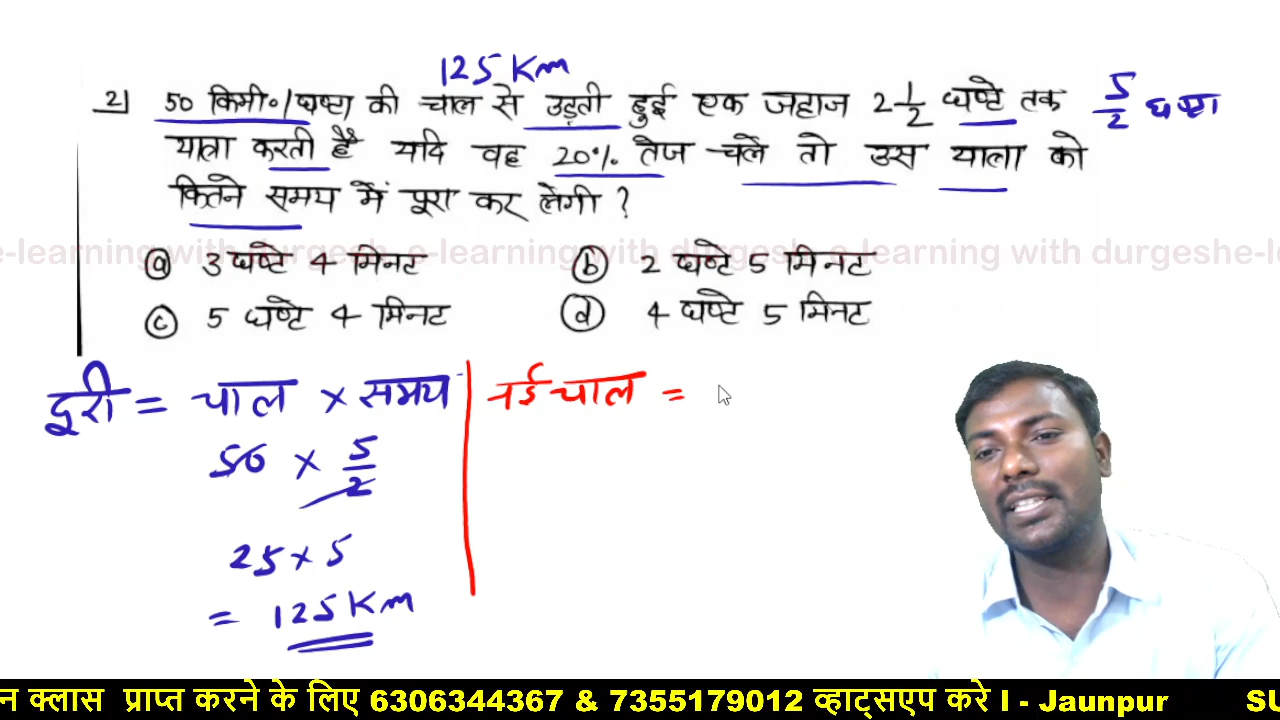 125 Km
2) 50 किमी०/घण्टा की चाल से उड़ती हुई एक जहाज 2 1/2 घण्टे तक 5/2 घण्टा
यात्रा करती है यदि वह 20% तेज चले तो उस यात्रा को
कितने समय में पूरा कर लेगी ?
e-learning with durgesh e-learning with durgeshe-le
(a) 3 घण्टे 4 मिनट (b) 2 घण्टे 5 मिनट
(c) 5 घण्टे 4 मिनट (d) 4 घण्टे 5 मिनट
दूरी = चाल × समय
नई चाल =
50 × 5/2
25 × 5
= 125 Km
न क्लास प्राप्त करने के लिए 6306344367 & 7355179012 व्हाट्सएप करे I - Jaunpur SU